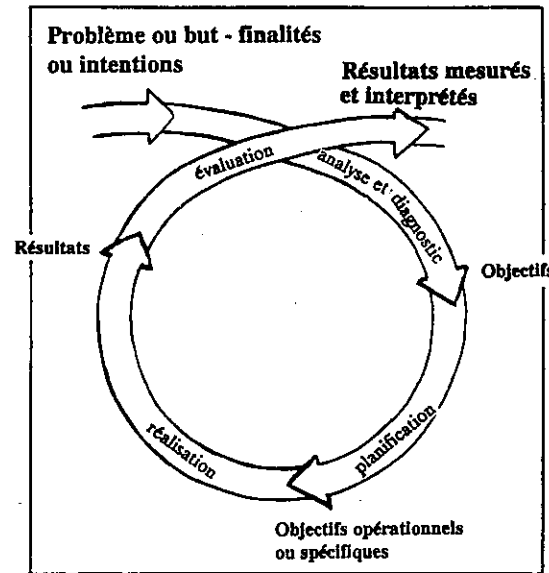 Problème ou but - finalités
ou intentions
Résultats mesurés
et interprétés
évaluation
analyse et diagnostic
Résultats
Objectifs
réalisation
planification
Objectifs opérationnels
ou spécifiques